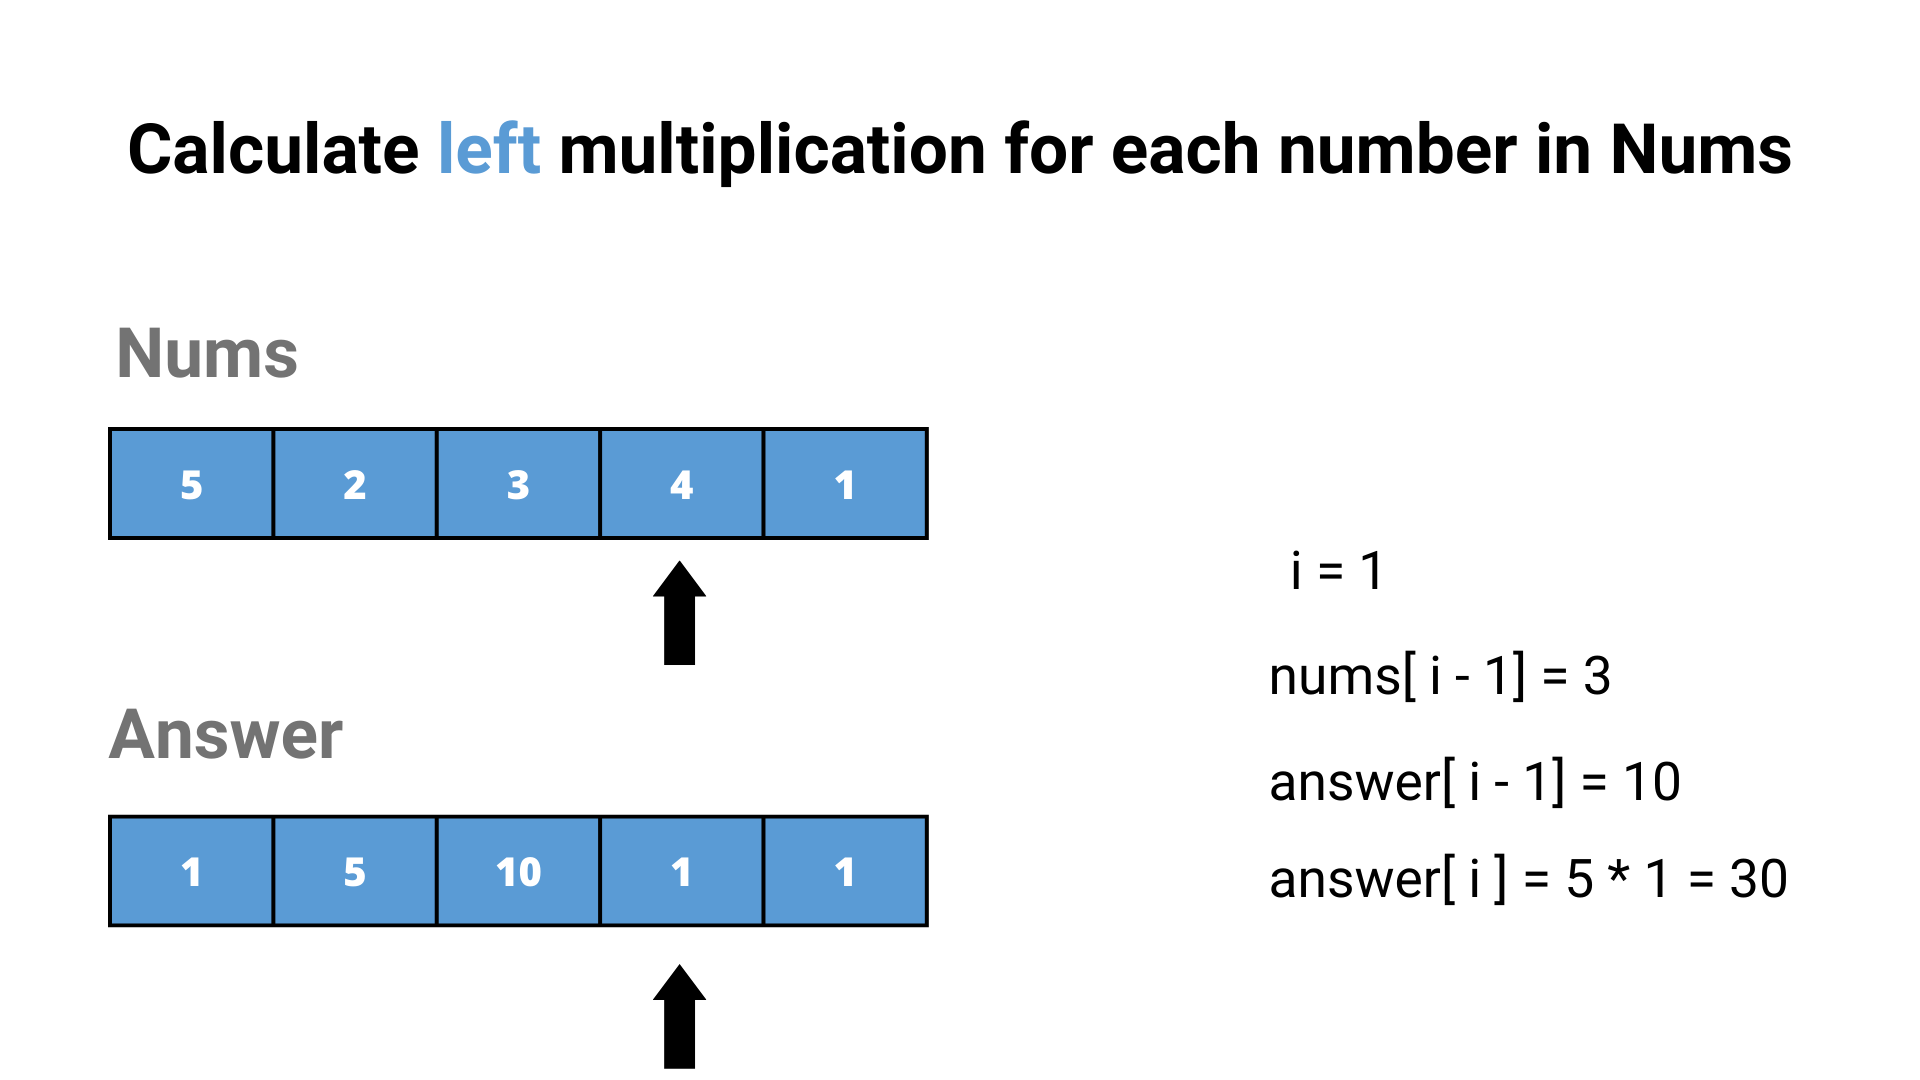 Calculate left multiplication for each number in Nums
Nums
5 2 3 4 1
i = 1
nums[ i - 1] = 3
Answer
answer[ i - 1] = 10
1 5 10 1 1
answer[ i ] = 5 * 1 = 30